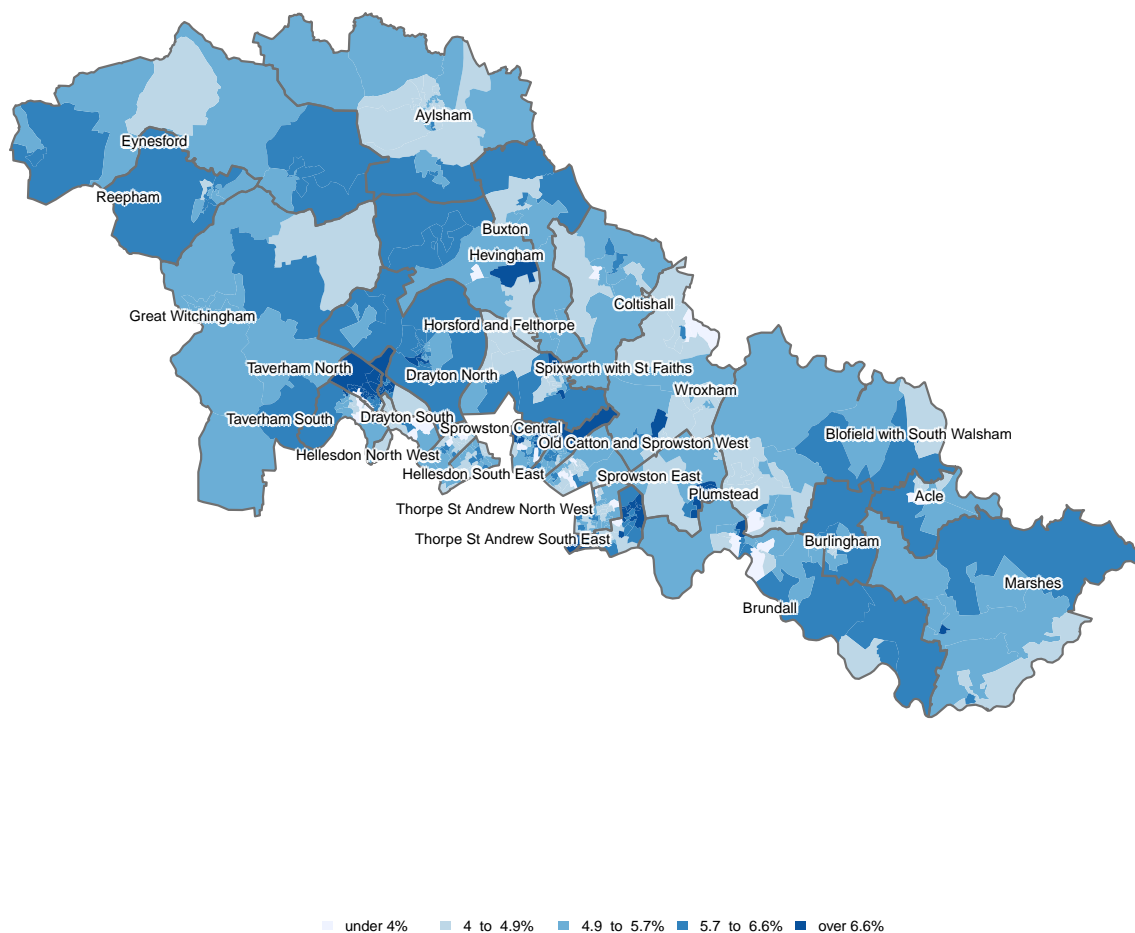 Aylsham
Eynesford
Reepham
Buxton
Hevingham
Coltishall
Great Witchingham
Horsford and Felthorpe
Taverham North
Drayton North
Spixworth with St Faiths
Wroxham
Taverham South
Drayton South
Sprowston Central
Blofield with South Walsham
Old Catton and Sprowston West
Hellesdon North West
Hellesdon South East
Sprowston East
Plumstead
Acle
Thorpe St Andrew North West
Thorpe St Andrew South East
Burlingham
Marshes
Brundall
under 4% 4 to 4.9% 4.9 to 5.7% 5.7 to 6.6% over 6.6%